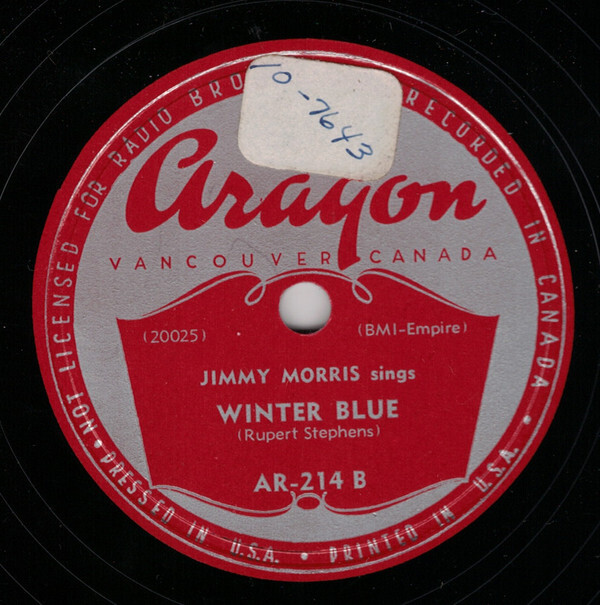 NOT LICENSED FOR RADIO BRO
RECORDED IN CANADA • PRINTED IN U.S.A. • PRESSED IN U.S.A. •
10-7643
Aragon
VANCOUVER CANADA
(20025)
(BMI-Empire)
JIMMY MORRIS sings
WINTER BLUE
(Rupert Stephens)
AR-214 B